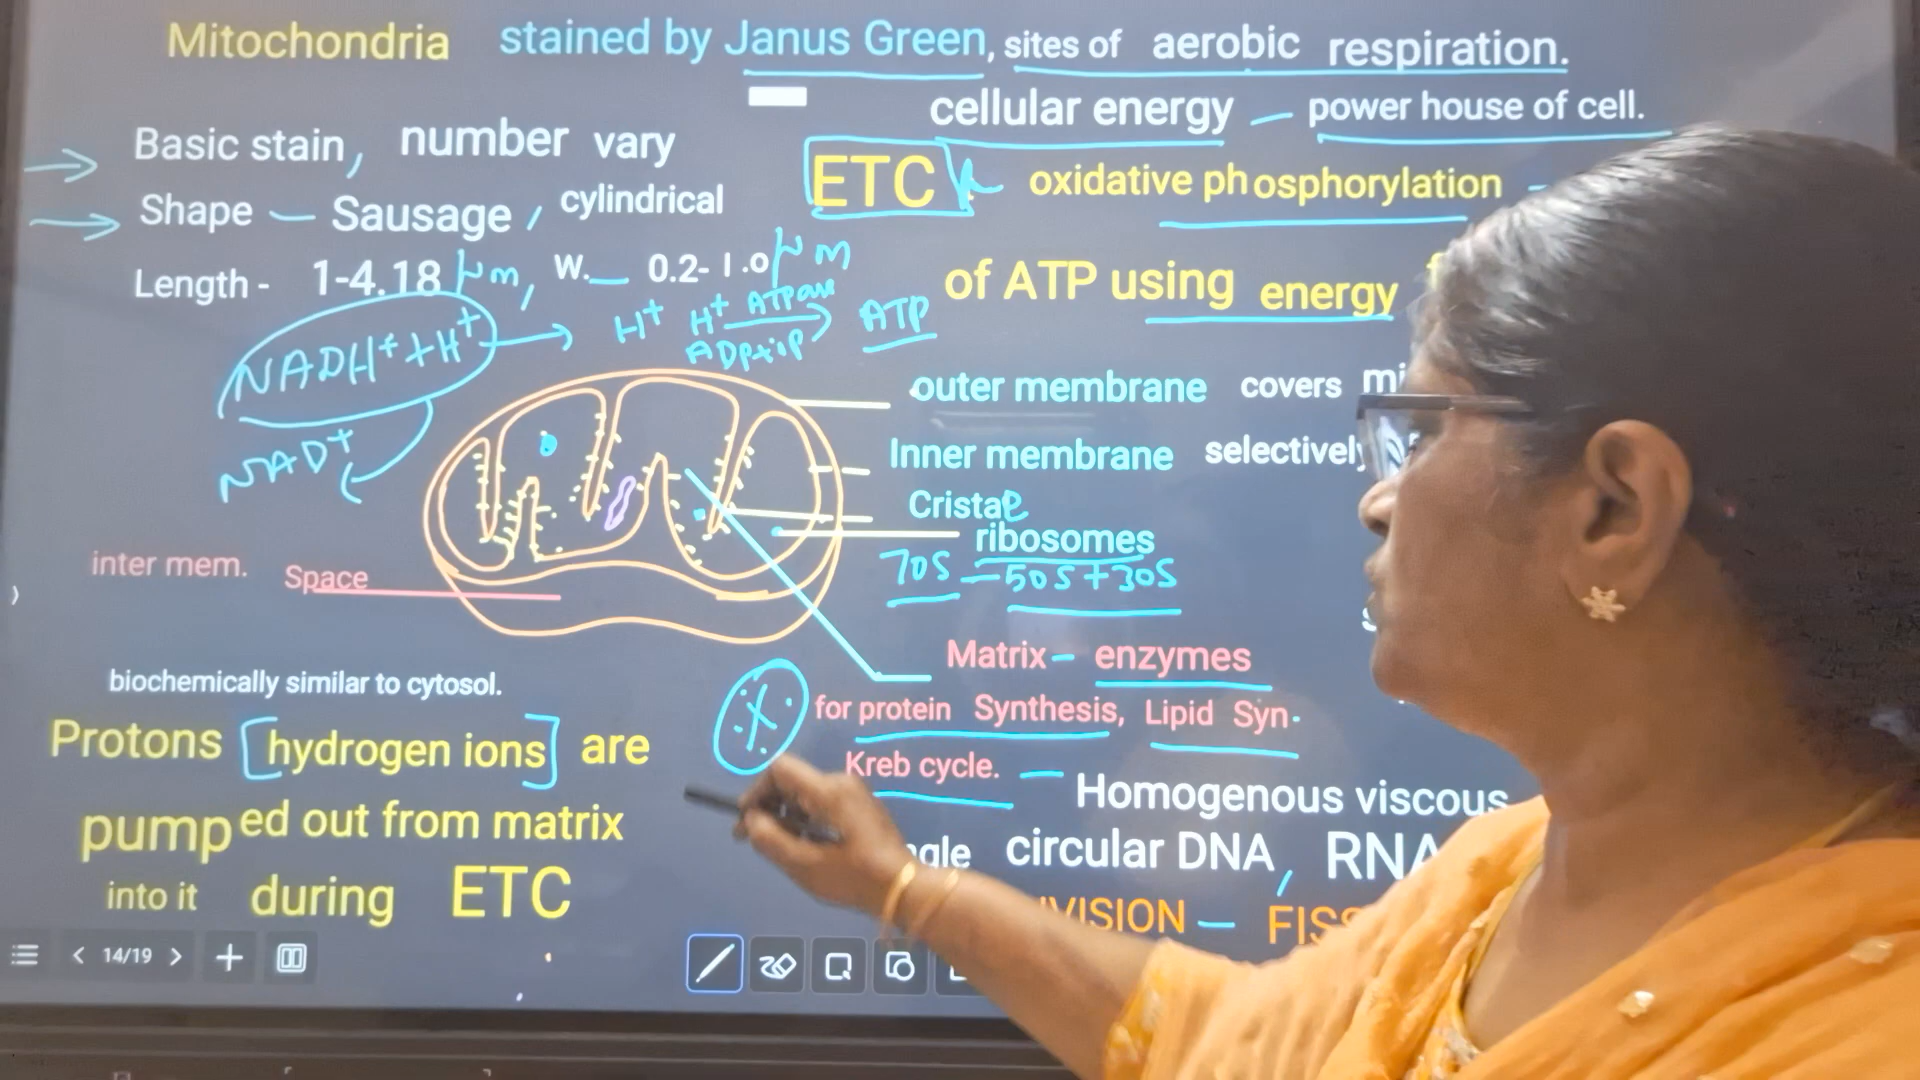 Mitochondria stained by Janus Green, sites of aerobic respiration.
cellular energy — power house of cell.
Basic stain, number vary
ETC oxidative phosphorylation -
Shape — Sausage, cylindrical
Length - 1-4.18 μm, W. — 0.2-1.0 μm
of ATP using energy
NADH⁺ + H⁺ → H⁺ H⁺ ATPase ATP
ADP+iP
NAD⁺
outer membrane covers
Inner membrane
Cristae
ribosomes
70S = 50S + 30S
inter mem. Space
Matrix - enzymes
biochemically similar to cytosol.
for protein Synthesis, Lipid Syn.
Protons [hydrogen ions] are
Kreb cycle. — Homogenous viscous
pumped out from matrix
circular DNA, RNA
into it during ETC
14/19